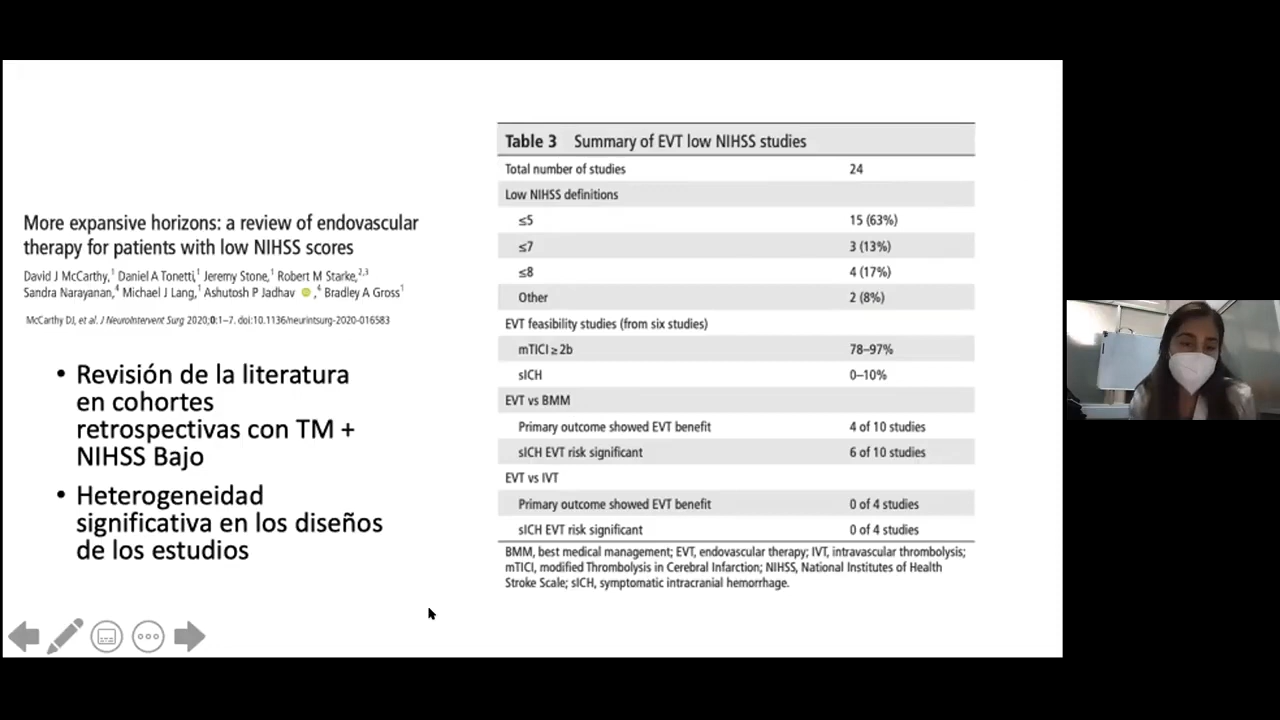 More expansive horizons: a review of endovascular
therapy for patients with low NIHSS scores
David J McCarthy,1 Daniel A Tonetti,1 Jeremy Stone,1 Robert M Starke,2,3
Sandra Narayanan,4 Michael J Lang,1 Ashutosh P Jadhav ,4 Bradley A Gross1
McCarthy DJ, et al. J NeuroIntervent Surg 2020;0:1–7. doi:10.1136/neurintsurg-2020-016583
• Revisión de la literatura
en cohortes
retrospectivas con TM +
NIHSS Bajo
• Heterogeneidad
significativa en los diseños
de los estudios
Table 3 Summary of EVT low NIHSS studies
Total number of studies 24
Low NIHSS definitions
≤5 15 (63%)
≤7 3 (13%)
≤8 4 (17%)
Other 2 (8%)
EVT feasibility studies (from six studies)
mTICI ≥ 2b 78–97%
sICH 0–10%
EVT vs BMM
Primary outcome showed EVT benefit 4 of 10 studies
sICH EVT risk significant 6 of 10 studies
EVT vs IVT
Primary outcome showed EVT benefit 0 of 4 studies
sICH EVT risk significant 0 of 4 studies
BMM, best medical management; EVT, endovascular therapy; IVT, intravascular thrombolysis;
mTICI, modified Thrombolysis in Cerebral Infarction; NIHSS, National Institutes of Health
Stroke Scale; sICH, symptomatic intracranial hemorrhage.